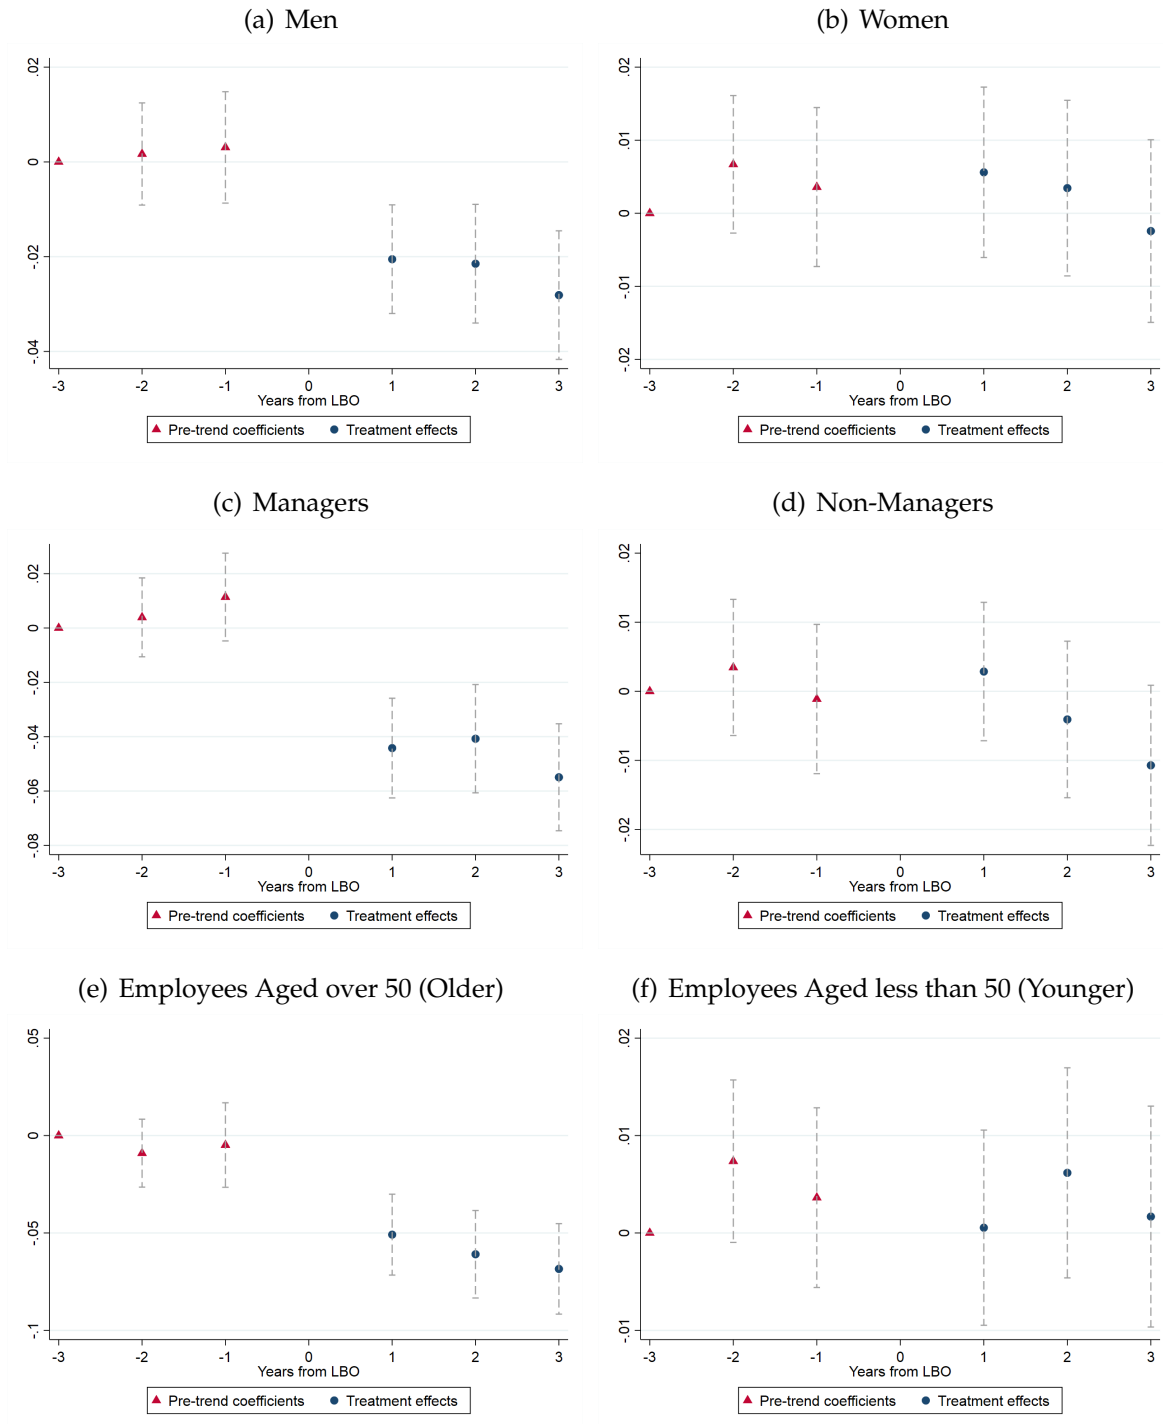 (a) Men
.02
0
-.02
-.04
-3 -2 -1 0 1 2 3
Years from LBO
Pre-trend coefficients Treatment effects
(b) Women
.02
.01
0
-.01
-.02
-3 -2 -1 0 1 2 3
Years from LBO
Pre-trend coefficients Treatment effects
(c) Managers
.02
0
-.02
-.04
-.06
-.08
-3 -2 -1 0 1 2 3
Years from LBO
Pre-trend coefficients Treatment effects
(d) Non-Managers
.02
.01
0
-.01
-.02
-3 -2 -1 0 1 2 3
Years from LBO
Pre-trend coefficients Treatment effects
(e) Employees Aged over 50 (Older)
.05
0
-.05
-.1
-3 -2 -1 0 1 2 3
Years from LBO
Pre-trend coefficients Treatment effects
(f) Employees Aged less than 50 (Younger)
.02
.01
0
-.01
-3 -2 -1 0 1 2 3
Years from LBO
Pre-trend coefficients Treatment effects